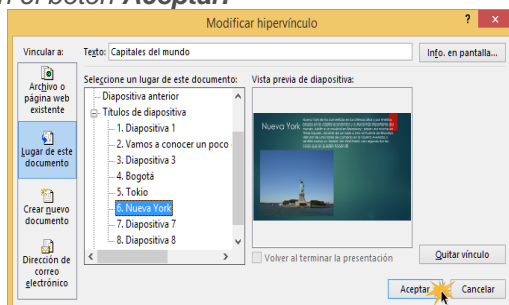 en el botón Aceptar.
Modificar hipervínculo
?
×
Vincular a:
Texto: Capitales del mundo
Info. en pantalla...
Archivo o
página web
existente
Lugar de este
documento
Crear nuevo
documento
Dirección de
correo
electrónico
Seleccione un lugar de este documento:
Diapositiva anterior
Títulos de diapositiva
1. Diapositiva 1
2. Vamos a conocer un poco
3. Diapositiva 3
4. Bogotá
5. Tokio
6. Nueva York
7. Diapositiva 7
8. Diapositiva 8
Vista previa de diapositiva:
Nueva York
Volver al terminar la presentación
Quitar vínculo
Aceptar
Cancelar